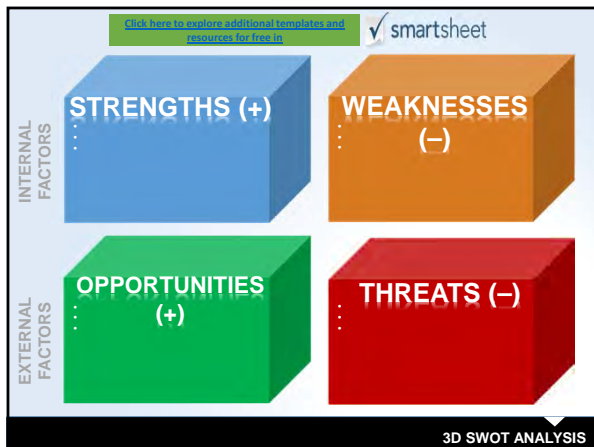 Click here to explore additional templates and
resources for free in
smartsheet
INTERNAL
FACTORS
STRENGTHS (+)
WEAKNESSES
(–)
EXTERNAL
FACTORS
OPPORTUNITIES
(+)
THREATS (–)
3D SWOT ANALYSIS